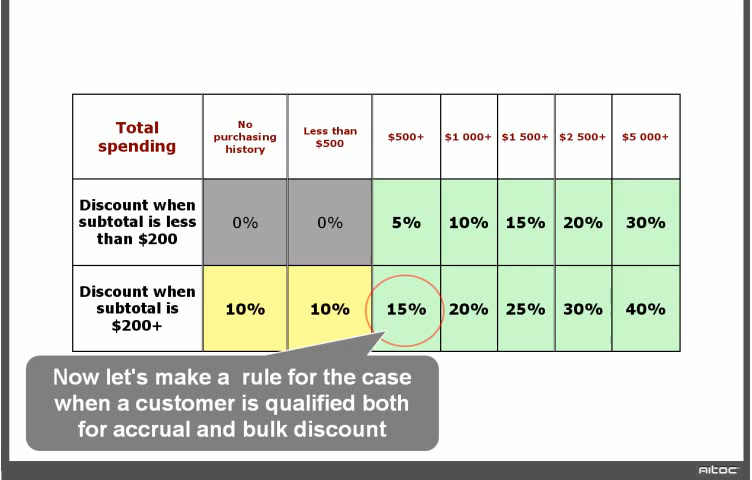 Total
spending
No
purchasing
history
Less than
$500
$500+
$1 000+
$1 500+
$2 500+
$5 000+
Discount when
subtotal is less
than $200
0%
0%
5%
10%
15%
20%
30%
Discount when
subtotal is
$200+
10%
10%
15%
20%
25%
30%
40%
Now let's make a rule for the case
when a customer is qualified both
for accrual and bulk discount
AITOC